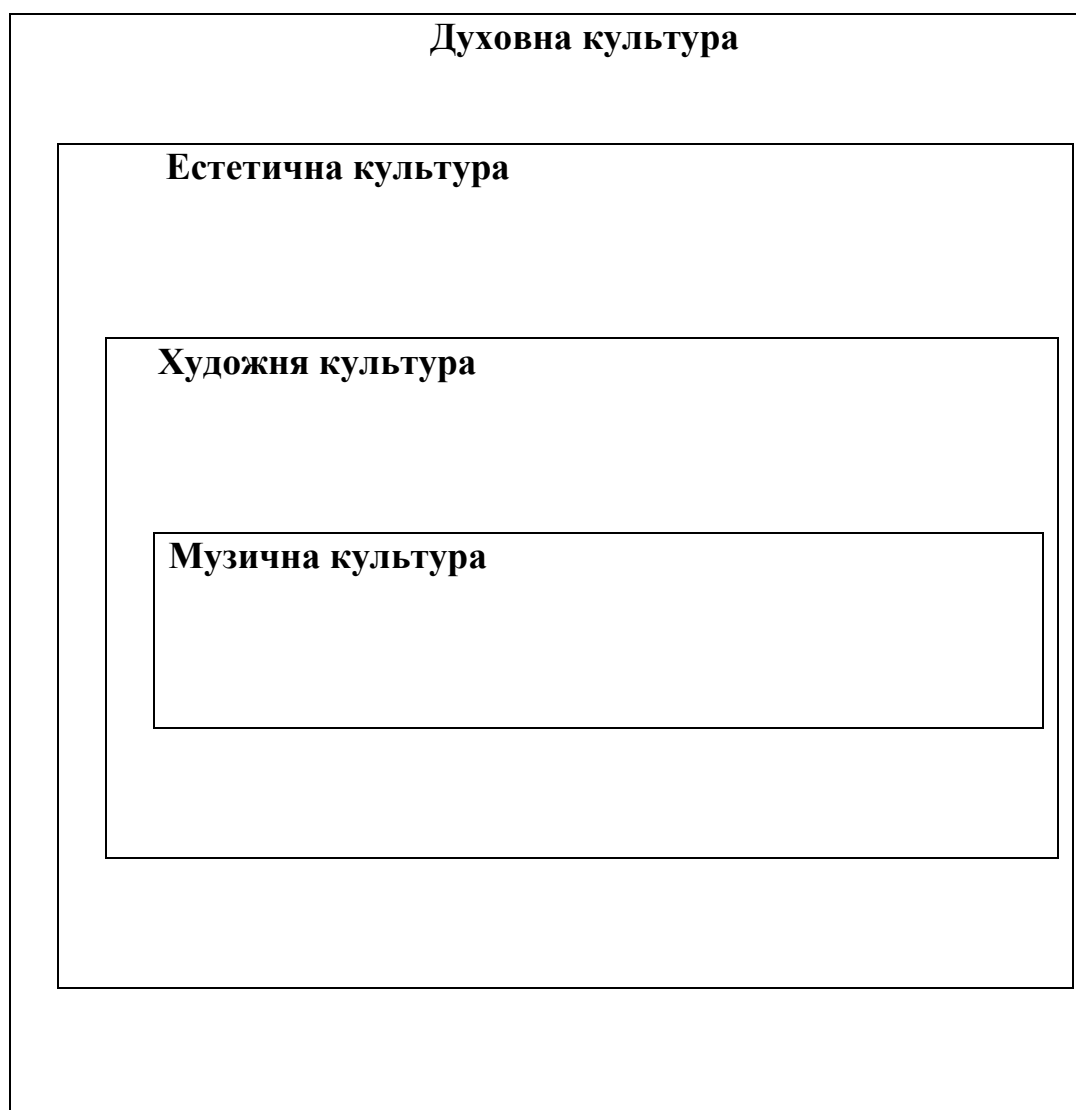 Духовна культура
Естетична культура
Художня культура
Музична культура